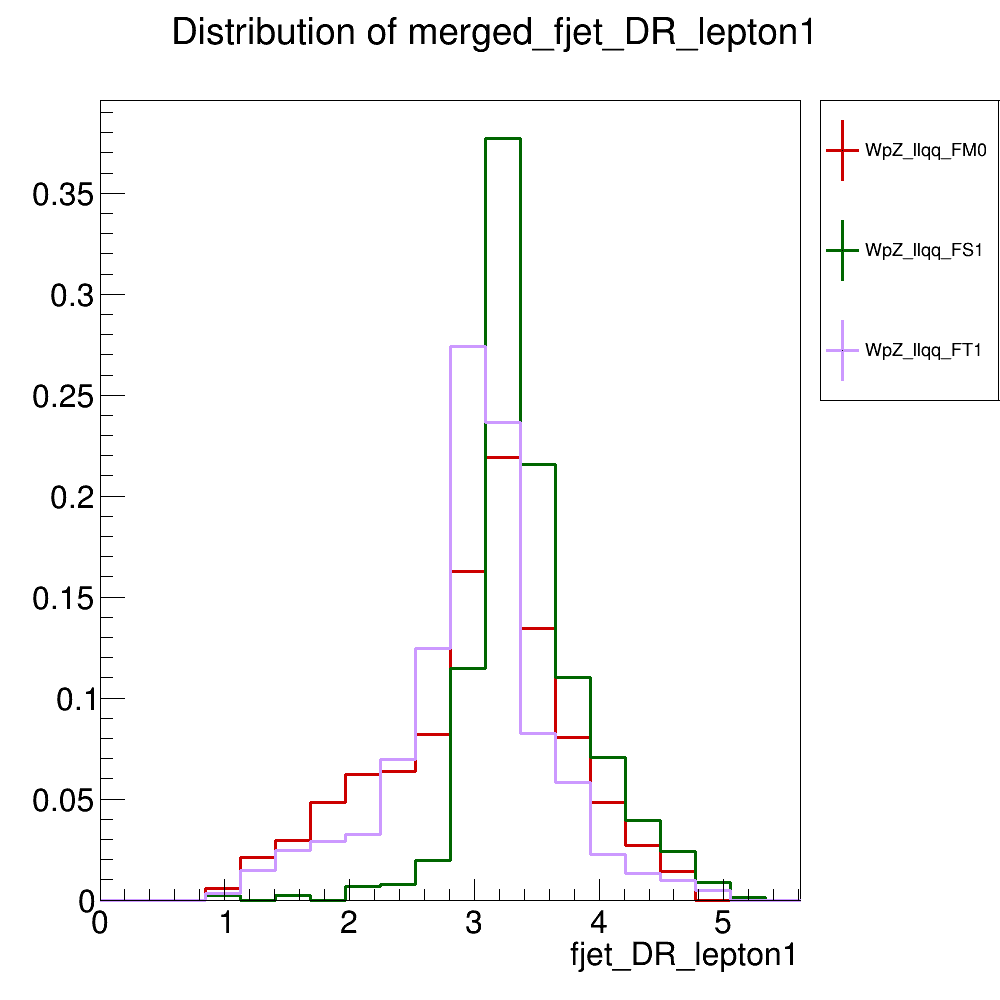 Distribution of merged_fjet_DR_lepton1
0.35
0.3
0.25
0.2
0.15
0.1
0.05
0
0 1 2 3 4 5
fjet_DR_lepton1
WpZ_llqq_FM0
WpZ_llqq_FS1
WpZ_llqq_FT1